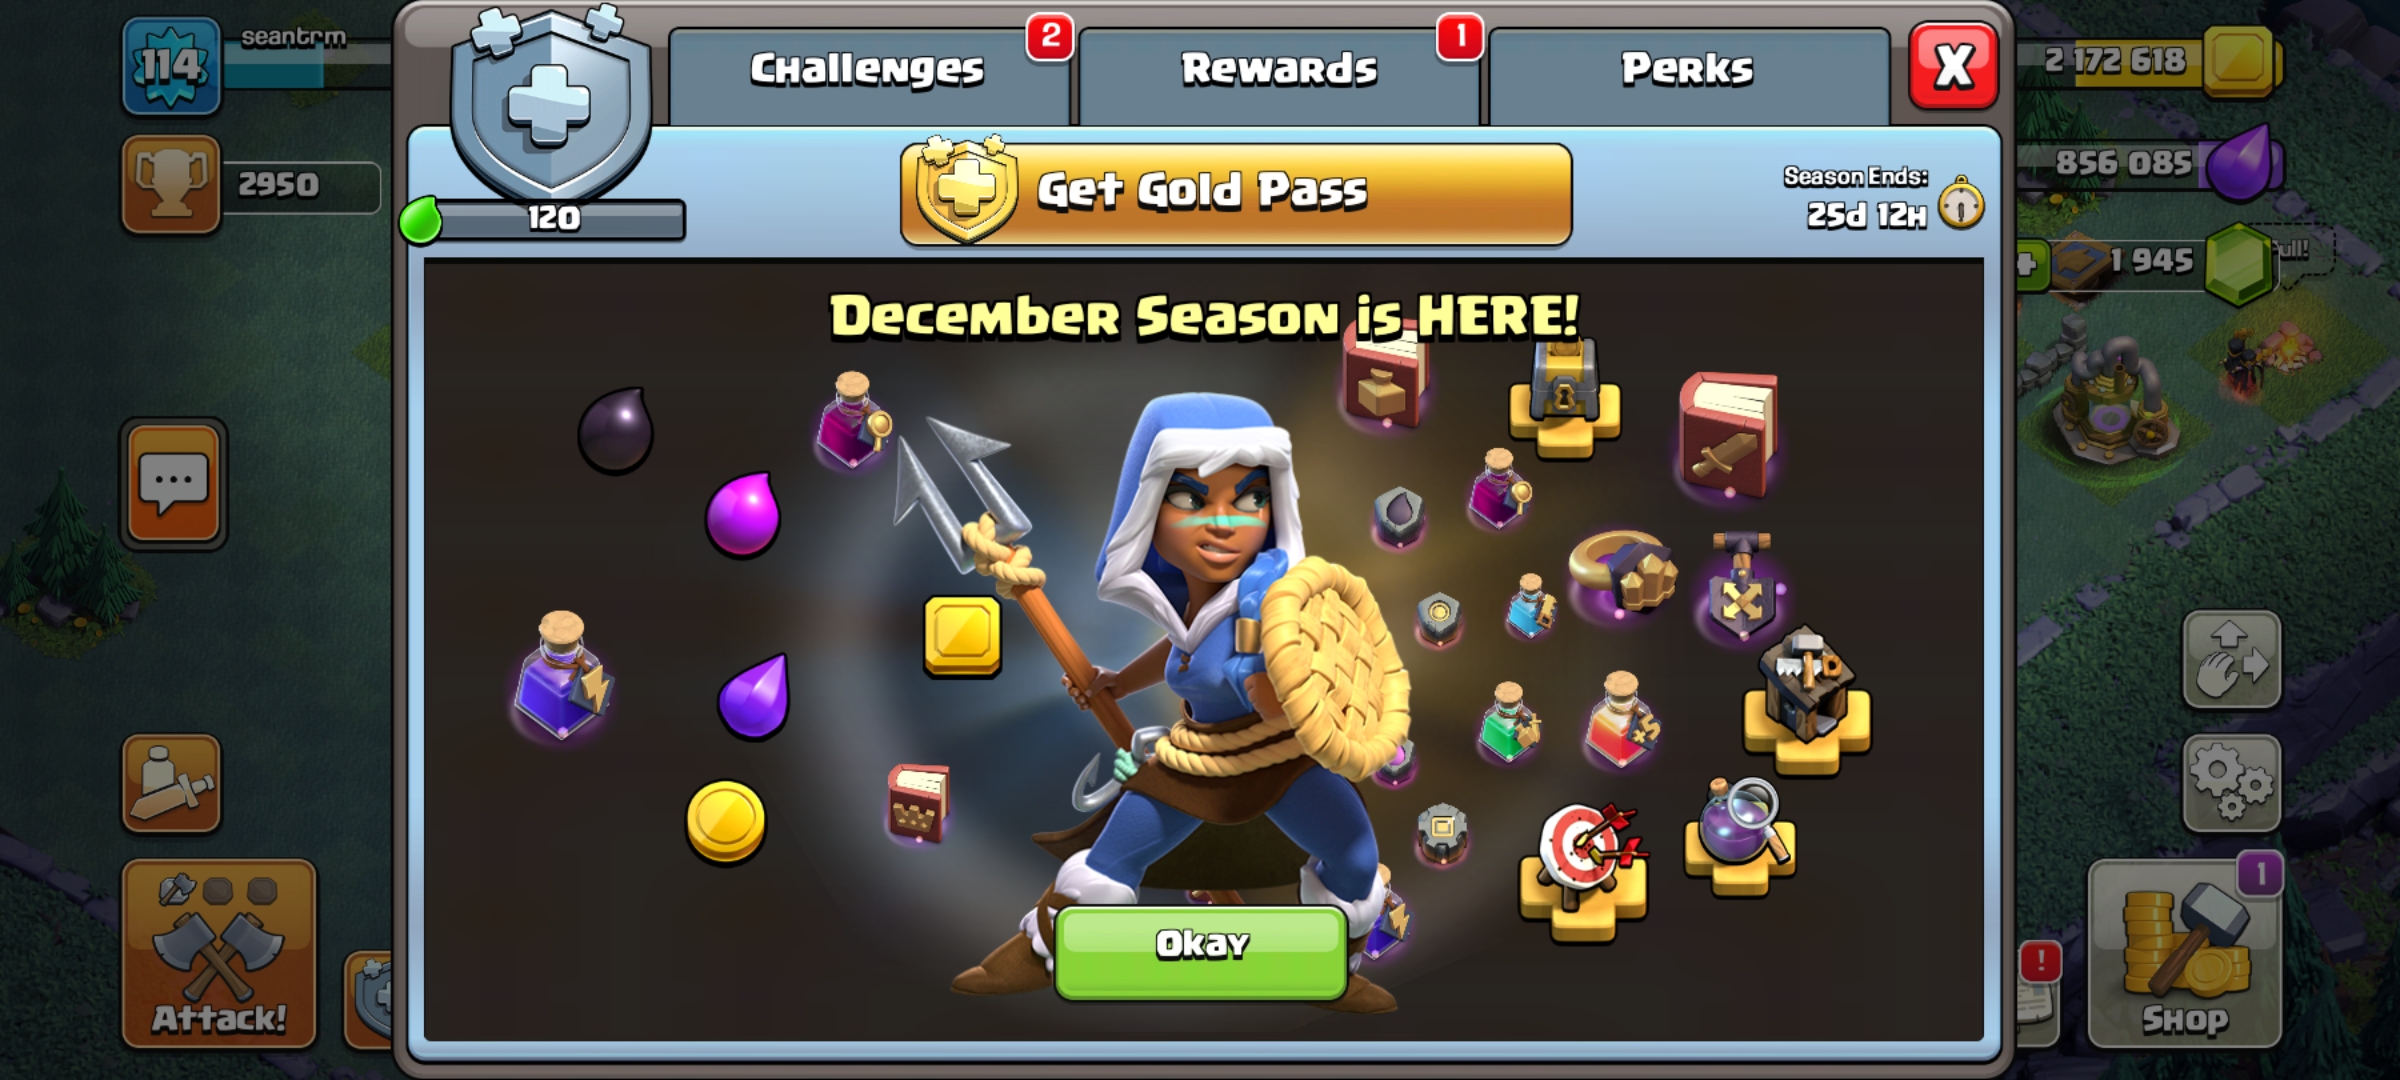 114
seantrm
2950
120
Challenges
2
Rewards
1
Perks
X
Get Gold Pass
Season Ends:
25d 12H
2 172 618
856 085
1 945
December Season is HERE!
Okay
Attack!
!
1
Shop